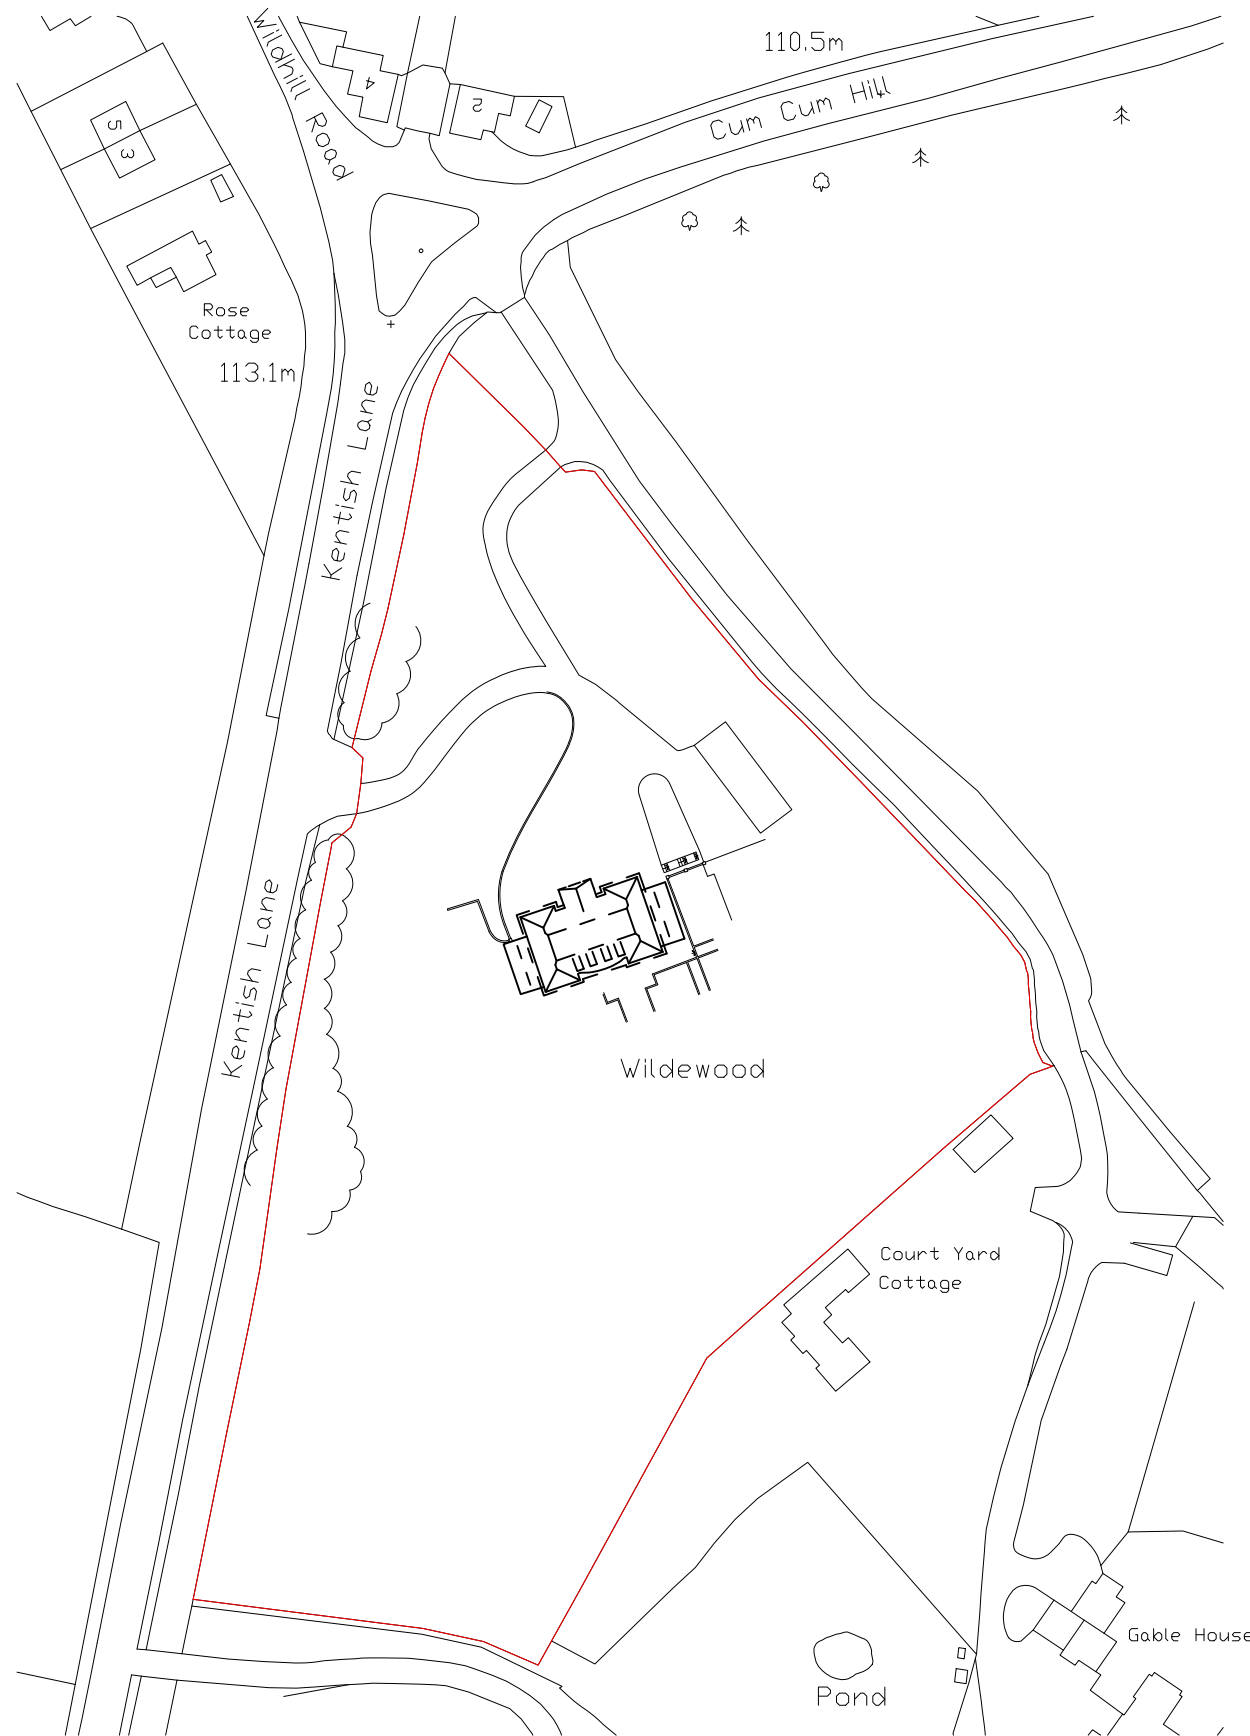 110.5m
Wildhill Road
4
2
Cum Cum Hill
5
3
Rose
Cottage
113.1m
Kentish Lane
Kentish Lane
Wildewood
Court Yard
Cottage
Gable House
Pond